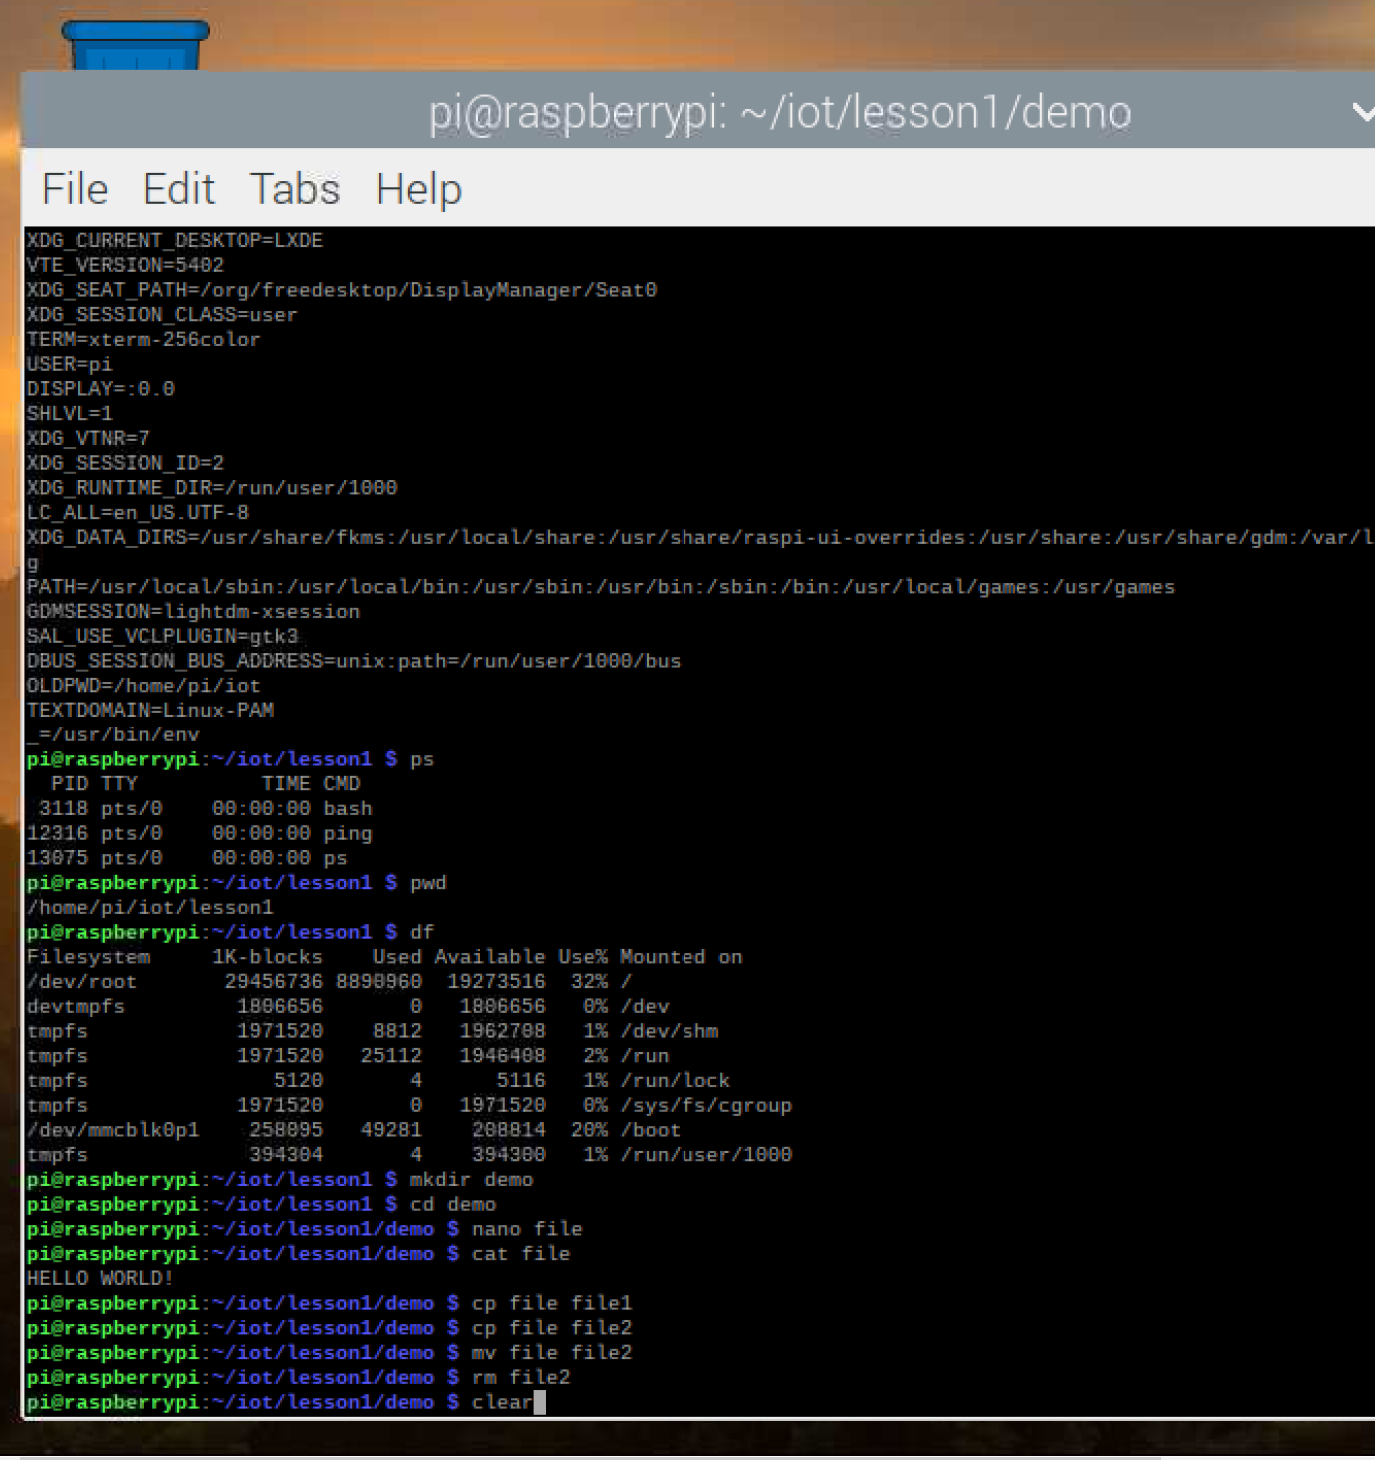 pi@raspberrypi: ~/iot/lesson1/demo
File Edit Tabs Help
XDG_CURRENT_DESKTOP=LXDE
VTE_VERSION=5402
XDG_SEAT_PATH=/org/freedesktop/DisplayManager/Seat0
XDG_SESSION_CLASS=user
TERM=xterm-256color
USER=pi
DISPLAY=:0.0
SHLVL=1
XDG_VTNR=7
XDG_SESSION_ID=2
XDG_RUNTIME_DIR=/run/user/1000
LC_ALL=en_US.UTF-8
XDG_DATA_DIRS=/usr/share/fkms:/usr/local/share:/usr/share/raspi-ui-overrides:/usr/share:/usr/share/gdm:/var/l
g
PATH=/usr/local/sbin:/usr/local/bin:/usr/sbin:/usr/bin:/sbin:/bin:/usr/local/games:/usr/games
GDMSESSION=lightdm-xsession
SAL_USE_VCLPLUGIN=gtk3
DBUS_SESSION_BUS_ADDRESS=unix:path=/run/user/1000/bus
OLDPWD=/home/pi/iot
TEXTDOMAIN=Linux-PAM
_=/usr/bin/env
pi@raspberrypi:~/iot/lesson1 $ ps
  PID TTY          TIME CMD
 3118 pts/0    00:00:00 bash
12316 pts/0    00:00:00 ping
13075 pts/0    00:00:00 ps
pi@raspberrypi:~/iot/lesson1 $ pwd
/home/pi/iot/lesson1
pi@raspberrypi:~/iot/lesson1 $ df
Filesystem     1K-blocks    Used Available Use% Mounted on
/dev/root       29456736 8890960  19273516  32% /
devtmpfs         1806656       0   1806656   0% /dev
tmpfs            1971520    8812   1962708   1% /dev/shm
tmpfs            1971520   25112   1946408   2% /run
tmpfs               5120       4      5116   1% /run/lock
tmpfs            1971520       0   1971520   0% /sys/fs/cgroup
/dev/mmcblk0p1    258095   49281    208814  20% /boot
tmpfs             394304       4    394300   1% /run/user/1000
pi@raspberrypi:~/iot/lesson1 $ mkdir demo
pi@raspberrypi:~/iot/lesson1 $ cd demo
pi@raspberrypi:~/iot/lesson1/demo $ nano file
pi@raspberrypi:~/iot/lesson1/demo $ cat file
HELLO WORLD!
pi@raspberrypi:~/iot/lesson1/demo $ cp file file1
pi@raspberrypi:~/iot/lesson1/demo $ cp file file2
pi@raspberrypi:~/iot/lesson1/demo $ mv file file2
pi@raspberrypi:~/iot/lesson1/demo $ rm file2
pi@raspberrypi:~/iot/lesson1/demo $ clear